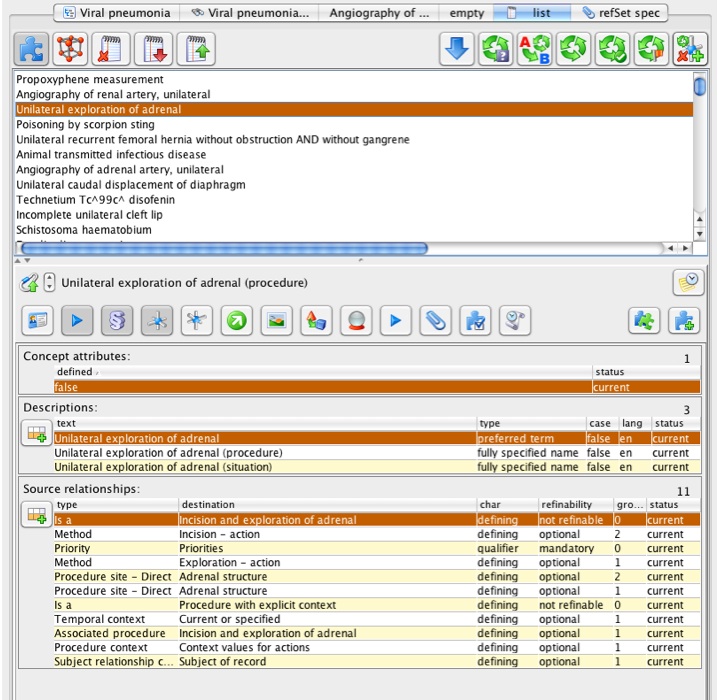 Viral pneumonia Viral pneumonia... Angiography of ... empty list refSet spec
A B
Propoxyphene measurement
Angiography of renal artery, unilateral
Unilateral exploration of adrenal
Poisoning by scorpion sting
Unilateral recurrent femoral hernia without obstruction AND without gangrene
Animal transmitted infectious disease
Angiography of adrenal artery, unilateral
Unilateral caudal displacement of diaphragm
Technetium Tc^99c^ disofenin
Incomplete unilateral cleft lip
Schistosoma haematobium
Unilateral exploration of adrenal (procedure)
Concept attributes: 1
defined status
false current
Descriptions: 3
text type case lang status
Unilateral exploration of adrenal preferred term false en current
Unilateral exploration of adrenal (procedure) fully specified name false en current
Unilateral exploration of adrenal (situation) fully specified name false en current
Source relationships: 11
type destination char refinability gro... status
Is a Incision and exploration of adrenal defining not refinable 0 current
Method Incision – action defining optional 2 current
Priority Priorities qualifier mandatory 0 current
Method Exploration – action defining optional 1 current
Procedure site – Direct Adrenal structure defining optional 2 current
Procedure site – Direct Adrenal structure defining optional 1 current
Is a Procedure with explicit context defining not refinable 0 current
Temporal context Current or specified defining optional 1 current
Associated procedure Incision and exploration of adrenal defining optional 1 current
Procedure context Context values for actions defining optional 1 current
Subject relationship c... Subject of record defining optional 1 current